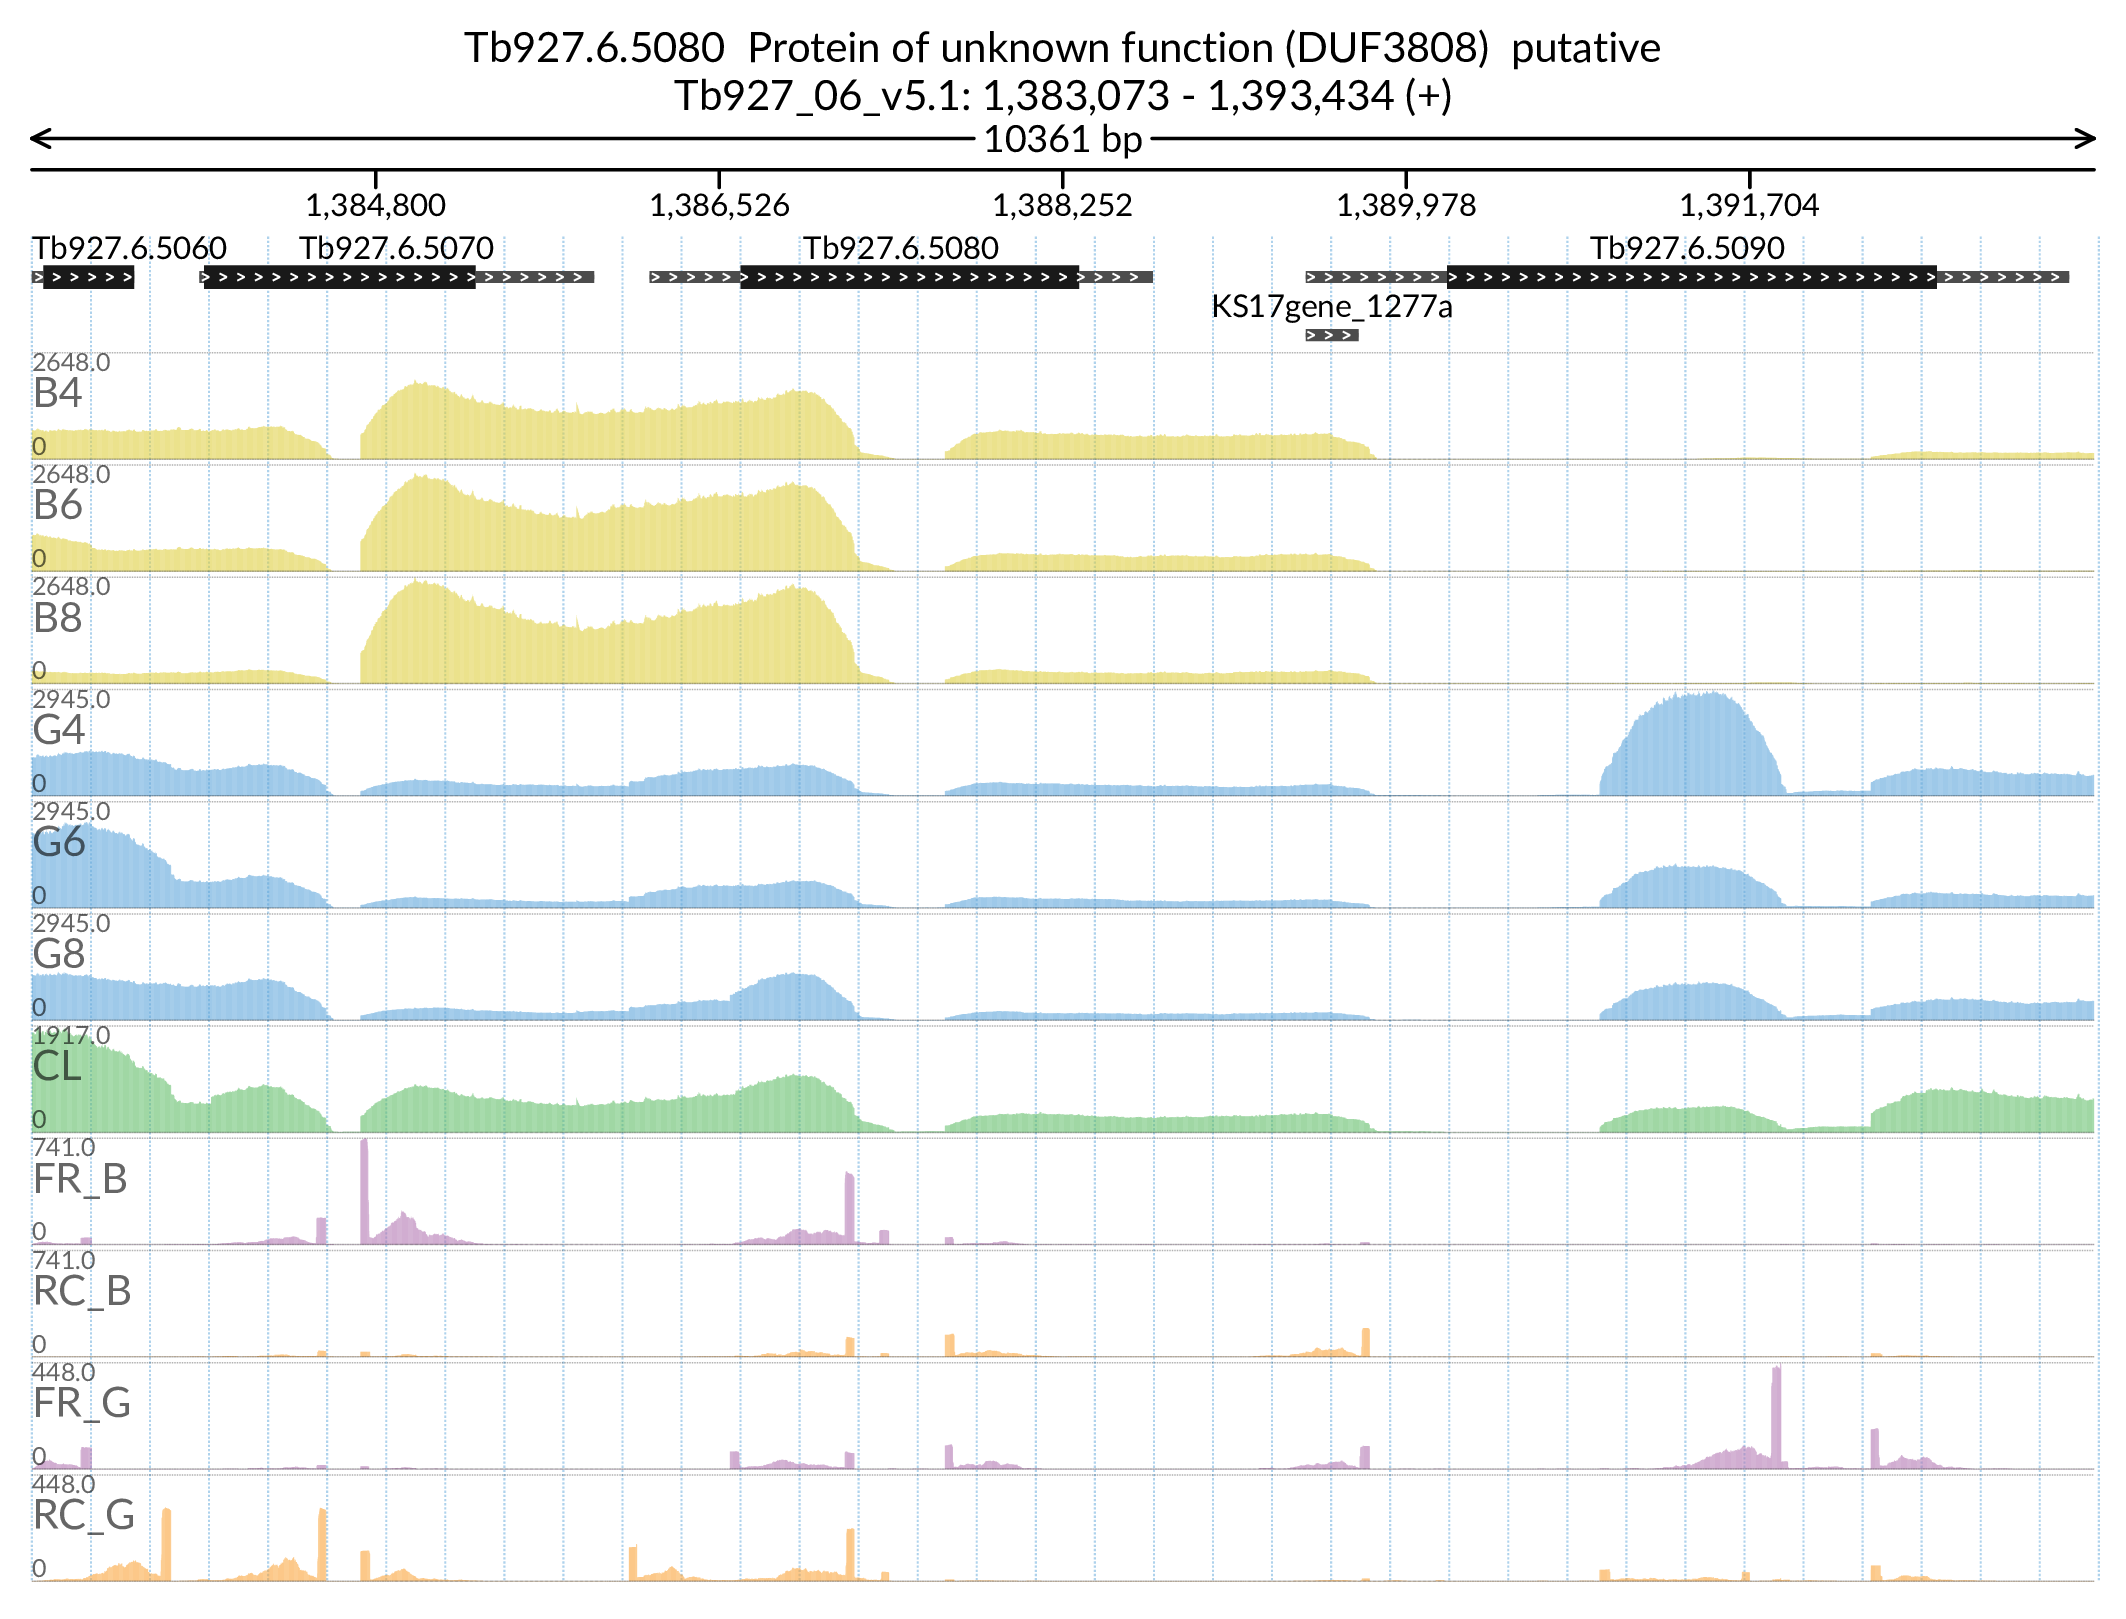 Tb927.6.5080  Protein of unknown function (DUF3808)  putative
Tb927_06_v5.1: 1,383,073 - 1,393,434 (+)
10361 bp
1,384,800 1,386,526 1,388,252 1,389,978 1,391,704
Tb927.6.5060 Tb927.6.5070 Tb927.6.5080 Tb927.6.5090
KS17gene_1277a
2648.0
B4
0
2648.0
B6
0
2648.0
B8
0
2945.0
G4
0
2945.0
G6
0
2945.0
G8
0
1917.0
CL
0
741.0
FR_B
0
741.0
RC_B
0
448.0
FR_G
0
448.0
RC_G
0